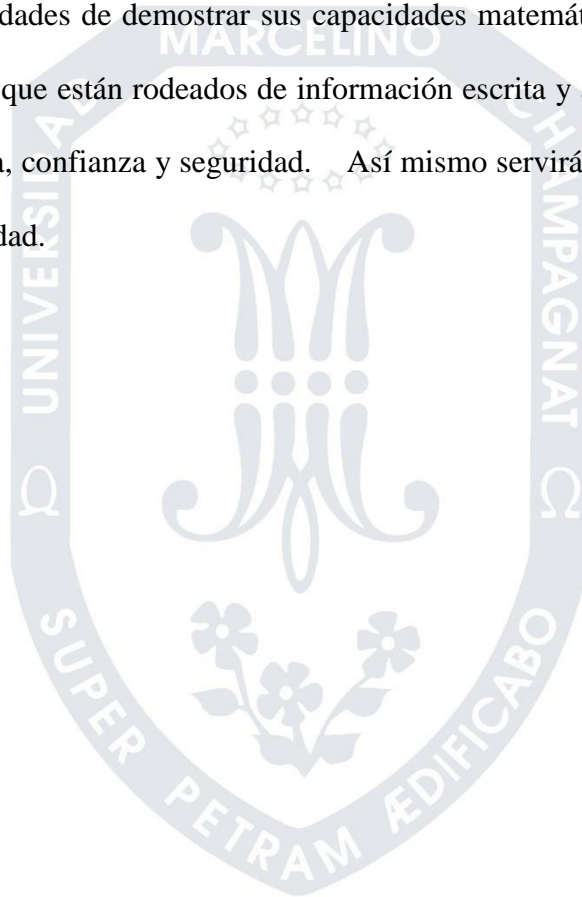 dades de demostrar sus capacidades matemát
que están rodeados de información escrita y
a, confianza y seguridad. Así mismo servirá
dad.
UNIVERSIDAD MARCELINO CHAMPAGNAT
Ω Ω
SUPER PETRAM ÆDIFICABO